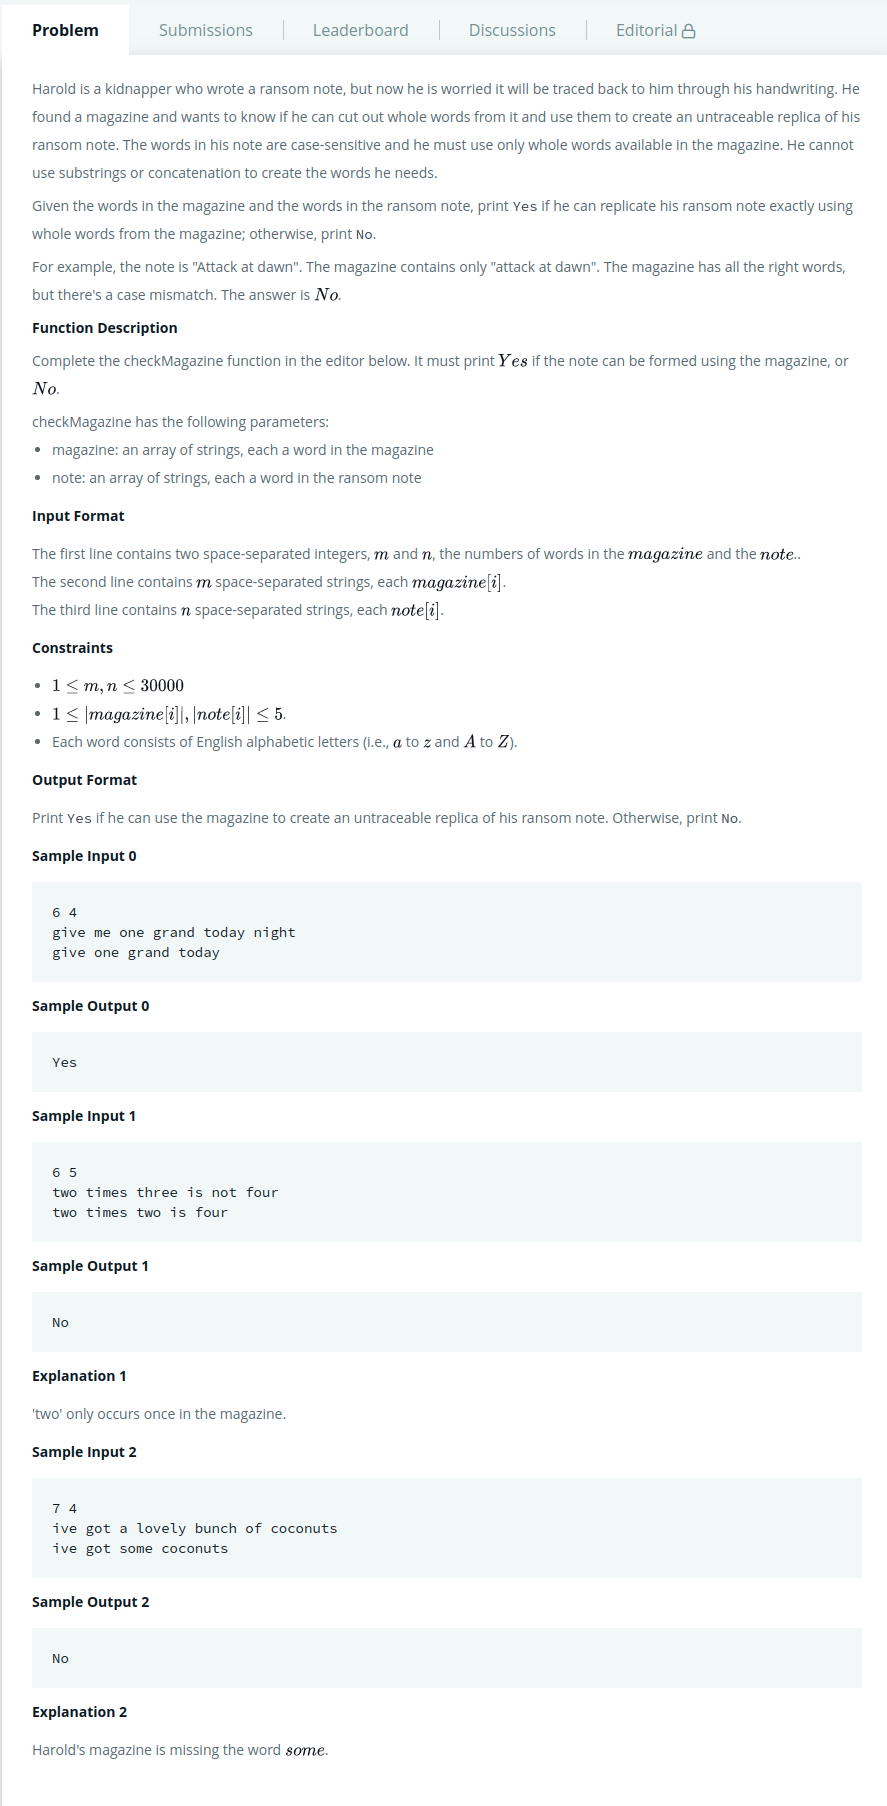 Problem Submissions Leaderboard Discussions Editorial
Harold is a kidnapper who wrote a ransom note, but now he is worried it will be traced back to him through his handwriting. He
found a magazine and wants to know if he can cut out whole words from it and use them to create an untraceable replica of his
ransom note. The words in his note are case-sensitive and he must use only whole words available in the magazine. He cannot
use substrings or concatenation to create the words he needs.
Given the words in the magazine and the words in the ransom note, print Yes if he can replicate his ransom note exactly using
whole words from the magazine; otherwise, print No.
For example, the note is "Attack at dawn". The magazine contains only "attack at dawn". The magazine has all the right words,
but there's a case mismatch. The answer is No.
Function Description
Complete the checkMagazine function in the editor below. It must print Yes if the note can be formed using the magazine, or
No.
checkMagazine has the following parameters:
• magazine: an array of strings, each a word in the magazine
• note: an array of strings, each a word in the ransom note
Input Format
The first line contains two space-separated integers, m and n, the numbers of words in the magazine and the note..
The second line contains m space-separated strings, each magazine[i].
The third line contains n space-separated strings, each note[i].
Constraints
• 1 ≤ m, n ≤ 30000
• 1 ≤ |magazine[i]|, |note[i]| ≤ 5.
• Each word consists of English alphabetic letters (i.e., a to z and A to Z).
Output Format
Print Yes if he can use the magazine to create an untraceable replica of his ransom note. Otherwise, print No.
Sample Input 0
6 4
give me one grand today night
give one grand today
Sample Output 0
Yes
Sample Input 1
6 5
two times three is not four
two times two is four
Sample Output 1
No
Explanation 1
'two' only occurs once in the magazine.
Sample Input 2
7 4
ive got a lovely bunch of coconuts
ive got some coconuts
Sample Output 2
No
Explanation 2
Harold's magazine is missing the word some.